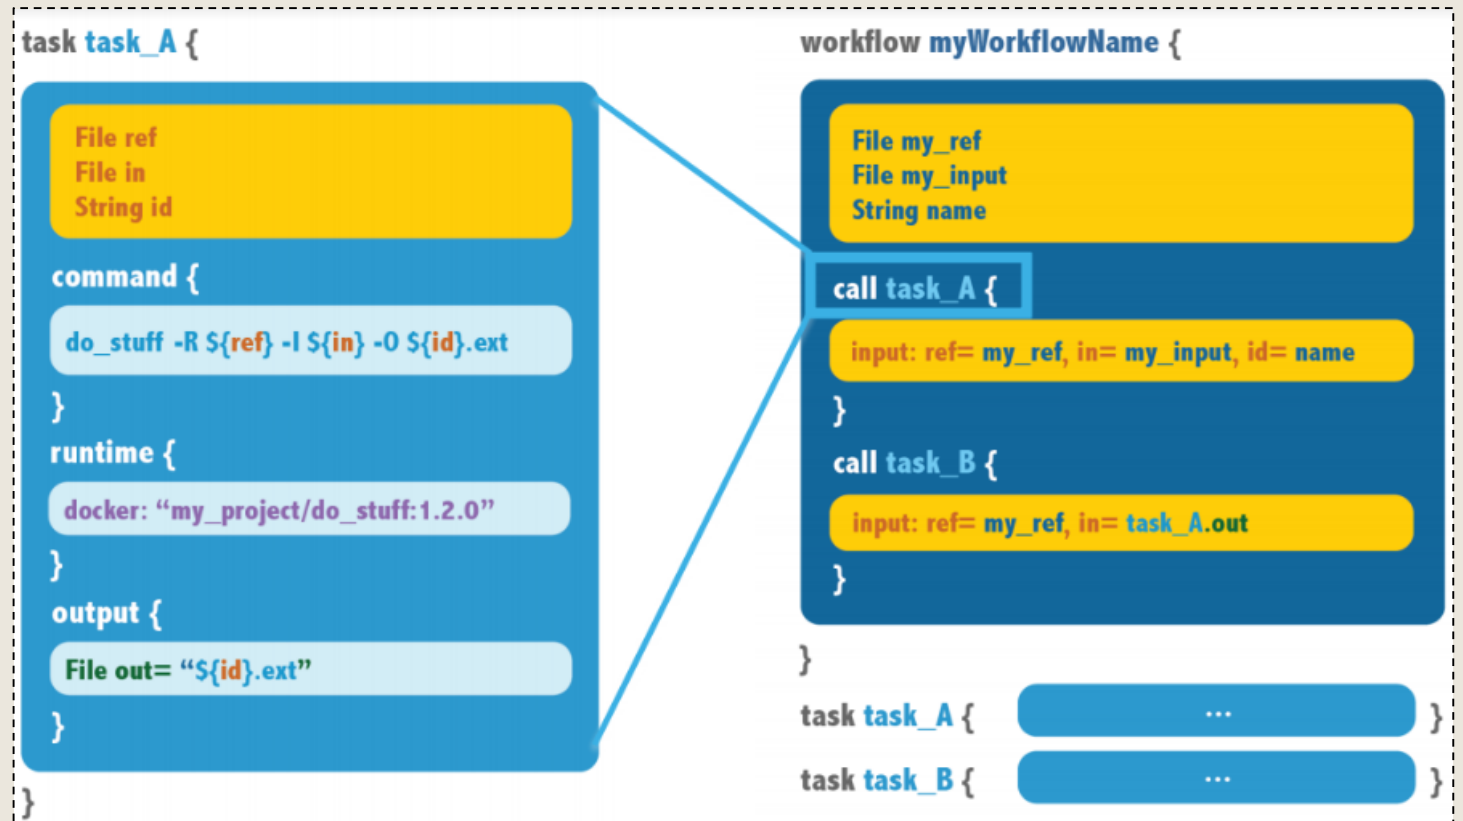 task task_A {
File ref
File in
String id
command {
do_stuff -R ${ref} -I ${in} -O ${id}.ext
}
runtime {
docker: “my_project/do_stuff:1.2.0”
}
output {
File out= “${id}.ext”
}
}
workflow myWorkflowName {
File my_ref
File my_input
String name
call task_A {
input: ref= my_ref, in= my_input, id= name
}
call task_B {
input: ref= my_ref, in= task_A.out
}
}
task task_A { ... }
task task_B { ... }